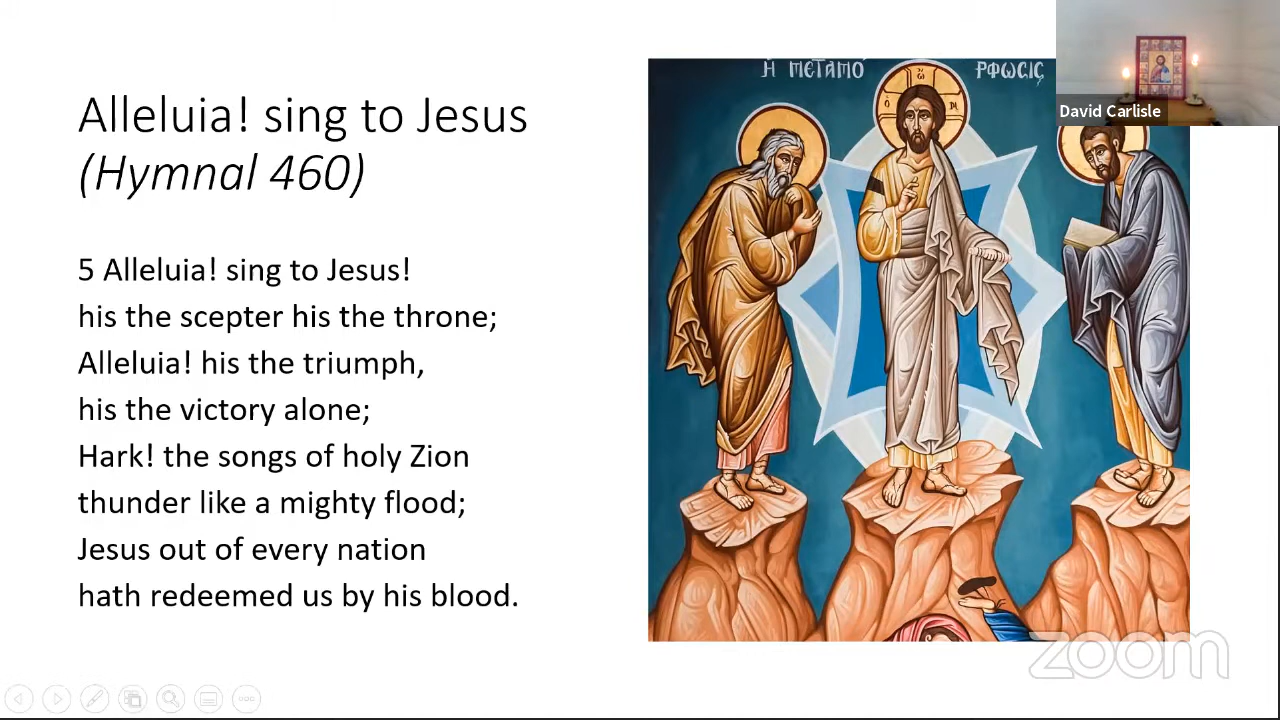 Alleluia! sing to Jesus
(Hymnal 460)
5 Alleluia! sing to Jesus!
his the scepter his the throne;
Alleluia! his the triumph,
his the victory alone;
Hark! the songs of holy Zion
thunder like a mighty flood;
Jesus out of every nation
hath redeemed us by his blood.
Η ΜΕΤΑΜΟ ΡΦΩCΙC
David Carlisle
zoom